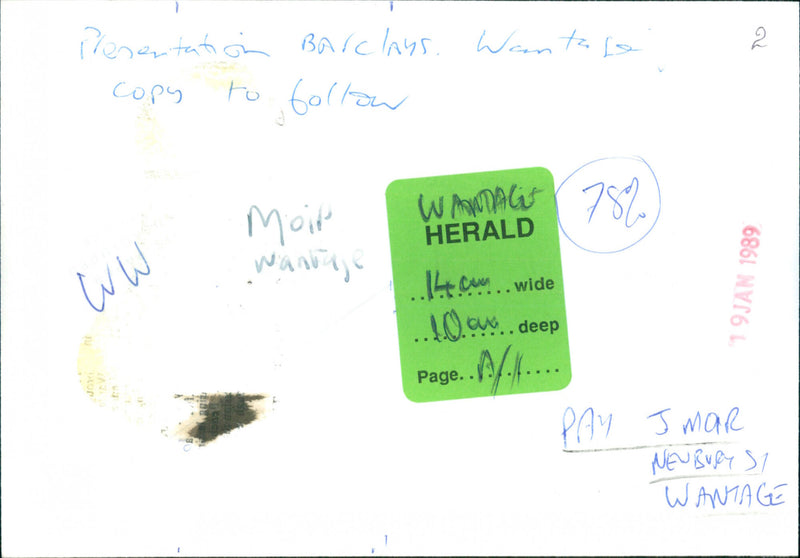 Presentation Barclays. Wantage
2
copy to follow
78%
WANTAGE
HERALD
14cm wide
10cm deep
Page. A/1
Moir
Wantage
WW
19 JAN 1989
PAY J MOIR
NEWBURY ST
WANTAGE